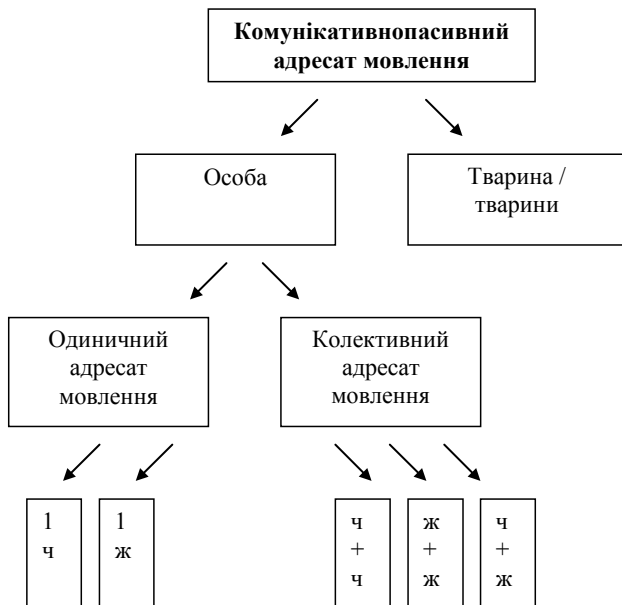 Комунікативнопасивний
адресат мовлення
Особа
Тварина /
тварини
Одиничний
адресат
мовлення
Колективний
адресат
мовлення
1
ч
1
ж
ч
+
ч
ж
+
ж
ч
+
ж